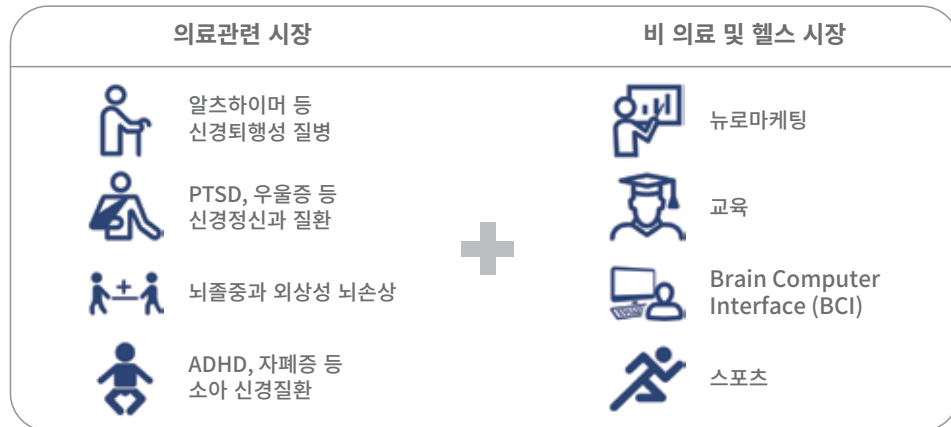 의료관련 시장
알츠하이머 등
신경퇴행성 질병
PTSD, 우울증 등
신경정신과 질환
뇌졸중과 외상성 뇌손상
ADHD, 자폐증 등
소아 신경질환
비 의료 및 헬스 시장
뉴로마케팅
교육
Brain Computer
Interface (BCI)
스포츠